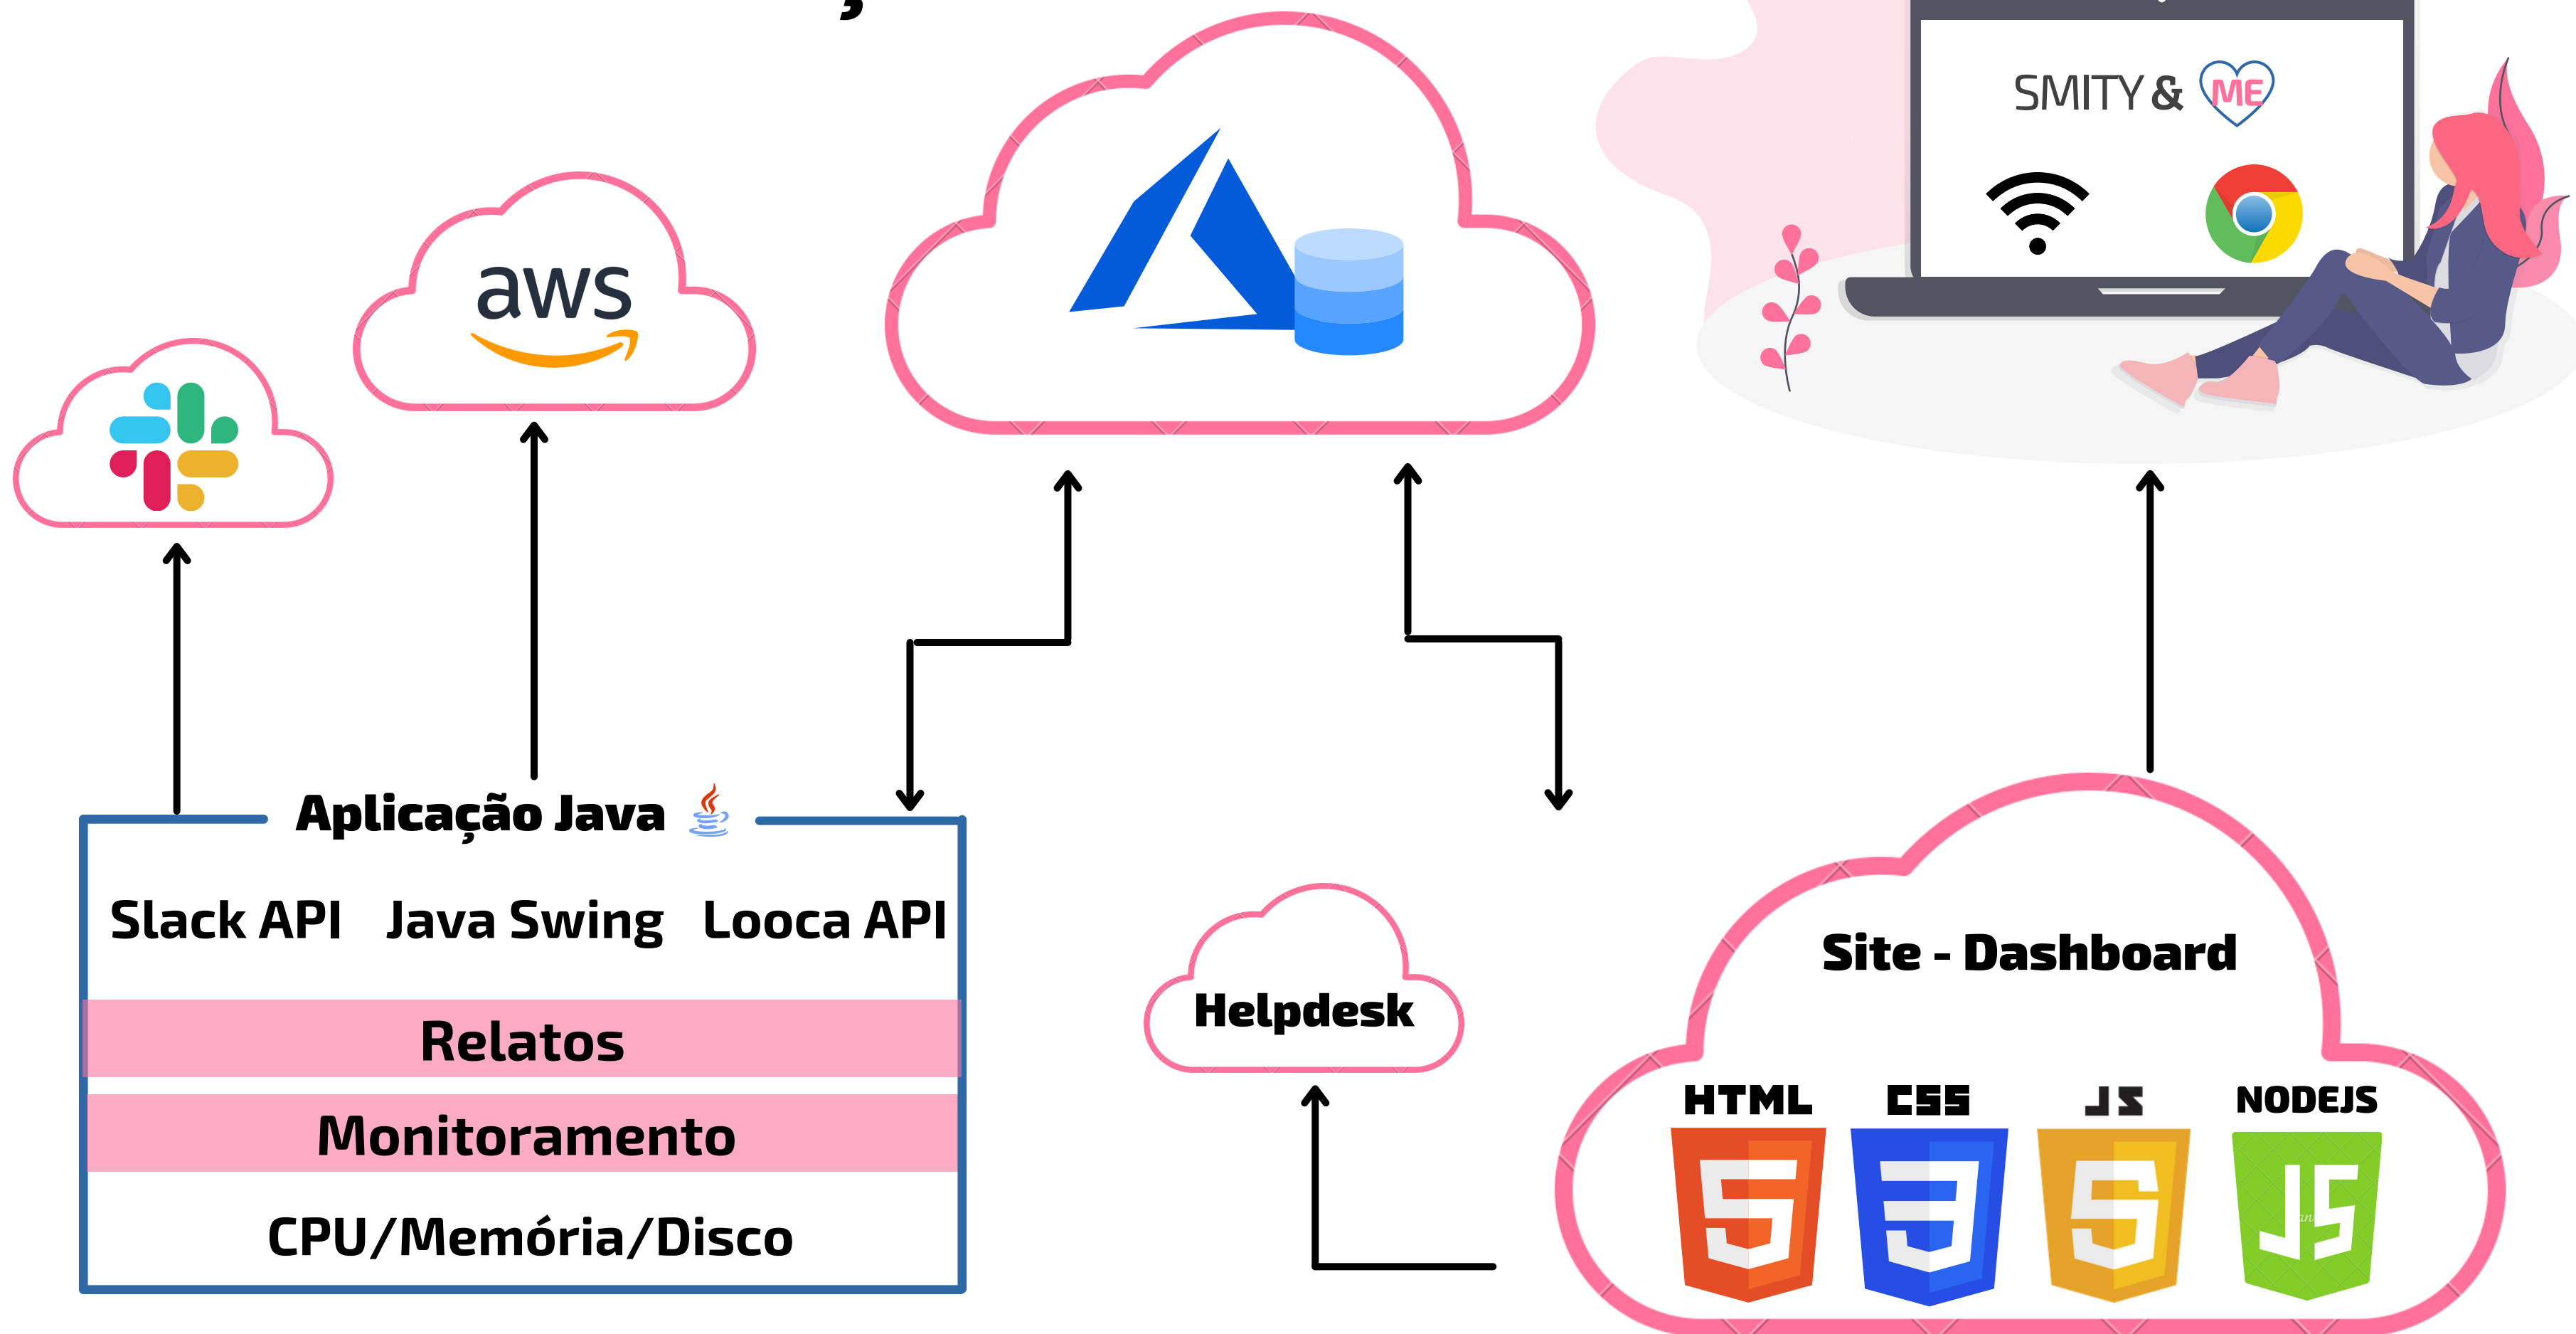 SMITY & ME
aws
Aplicação Java
Slack API Java Swing Looca API
Relatos
Monitoramento
CPU/Memória/Disco
Helpdesk
Site - Dashboard
HTML CSS JS NODEJS
JS